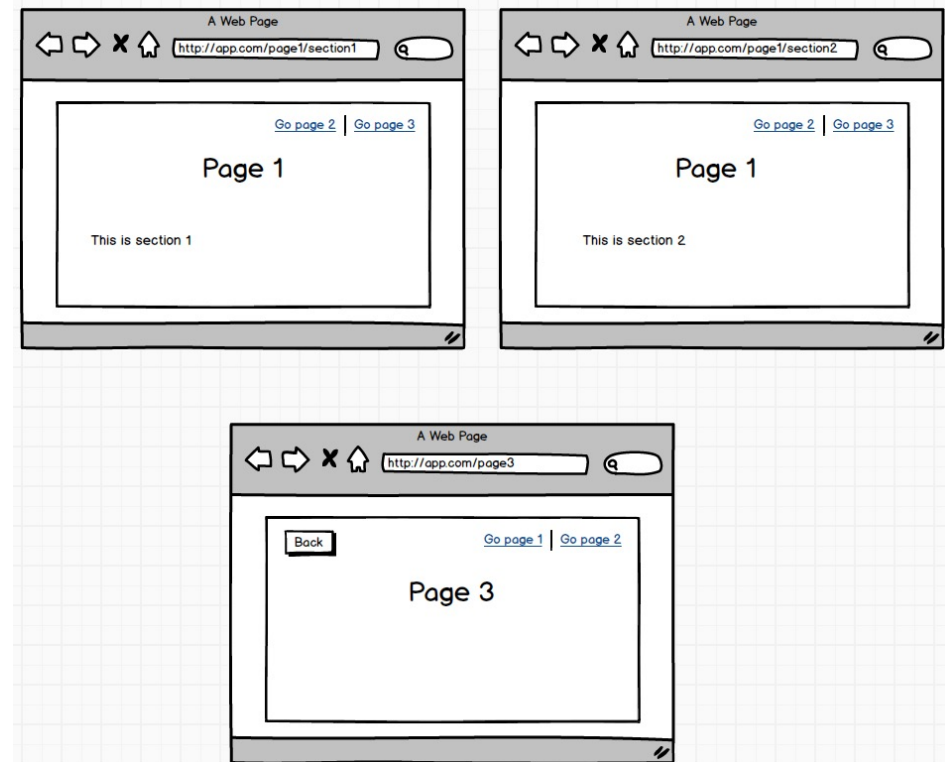 A Web Page
http://app.com/page1/section1
Go page 2 Go page 3
Page 1
This is section 1
A Web Page
http://app.com/page1/section2
Go page 2 Go page 3
Page 1
This is section 2
A Web Page
http://app.com/page3
Back
Go page 1 Go page 2
Page 3